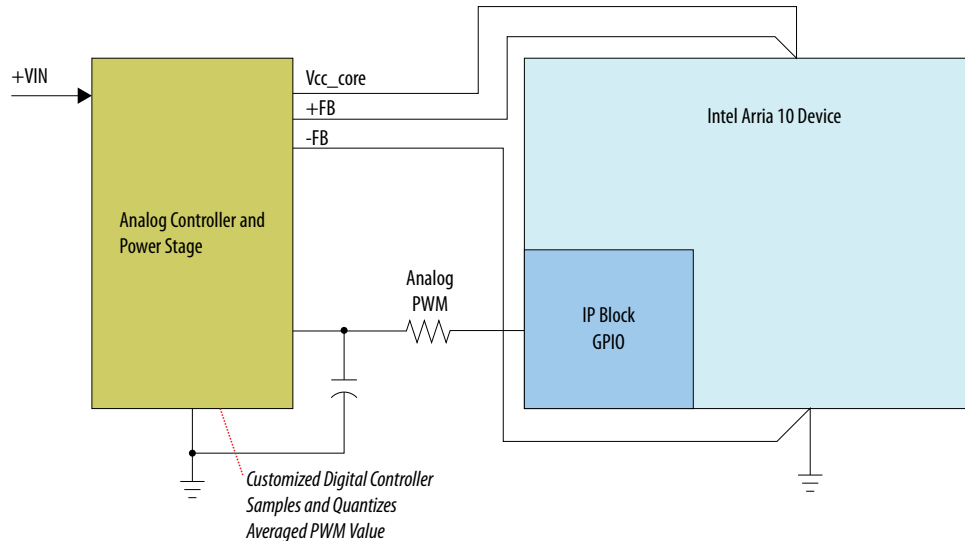 +VIN
Vcc_core
+FB
-FB
Intel Arria 10 Device
Analog Controller and
Power Stage
Analog
PWM
IP Block
GPIO
Customized Digital Controller
Samples and Quantizes
Averaged PWM Value